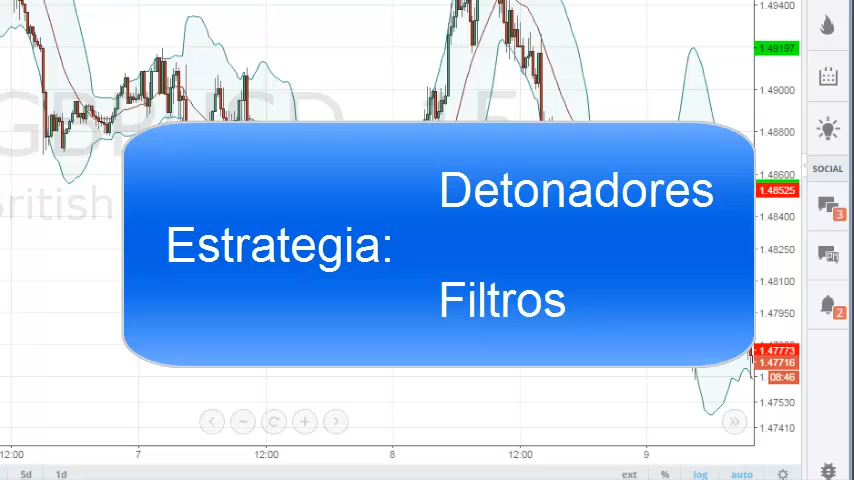 1.49400
1.49197
1.49000
1.48800
1.48600
SOCIAL
1.48525
1.48400
3
1.48250
1.48100
1.47950
2
1.47773
1.47716
08:46
1.47530
1.47410
British
Detonadores
Estrategia:
Filtros
12:00
7
12:00
8
12:00
9
5d
1d
ext
%
log
auto